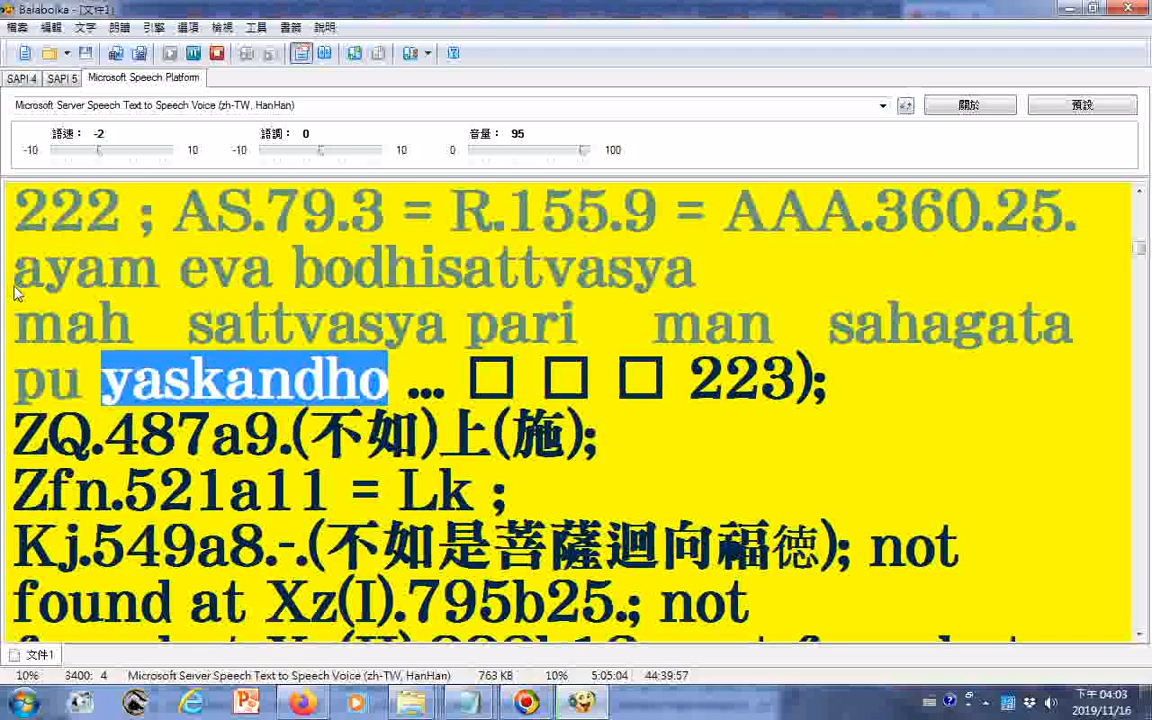 Balabolka - [文件1]
檔案 編輯 文字 朗讀 引擎 選項 檢視 工具 書籤 說明
SAPI 4 SAPI 5 Microsoft Speech Platform
Microsoft Server Speech Text to Speech Voice (zh-TW, HanHan) 關於 預設
語速： -2 語調： 0 音量： 95
-10 10 -10 10 0 100
222 ; AS.79.3 = R.155.9 = AAA.360.25.
ayam eva bodhisattvasya
mah sattvasya pari man sahagata
pu yaskandho ... □ □ □ 223);
ZQ.487a9.(不如)上(施);
Zfn.521a11 = Lk ;
Kj.549a8.-.(不如是菩薩迴向福徳); not
found at Xz(I).795b25.; not
文件1
10% 3400: 4 Microsoft Server Speech Text to Speech Voice (zh-TW, HanHan) 763 KB 10% 5:05:04 44:39:57
下午 04:03
2019/11/16